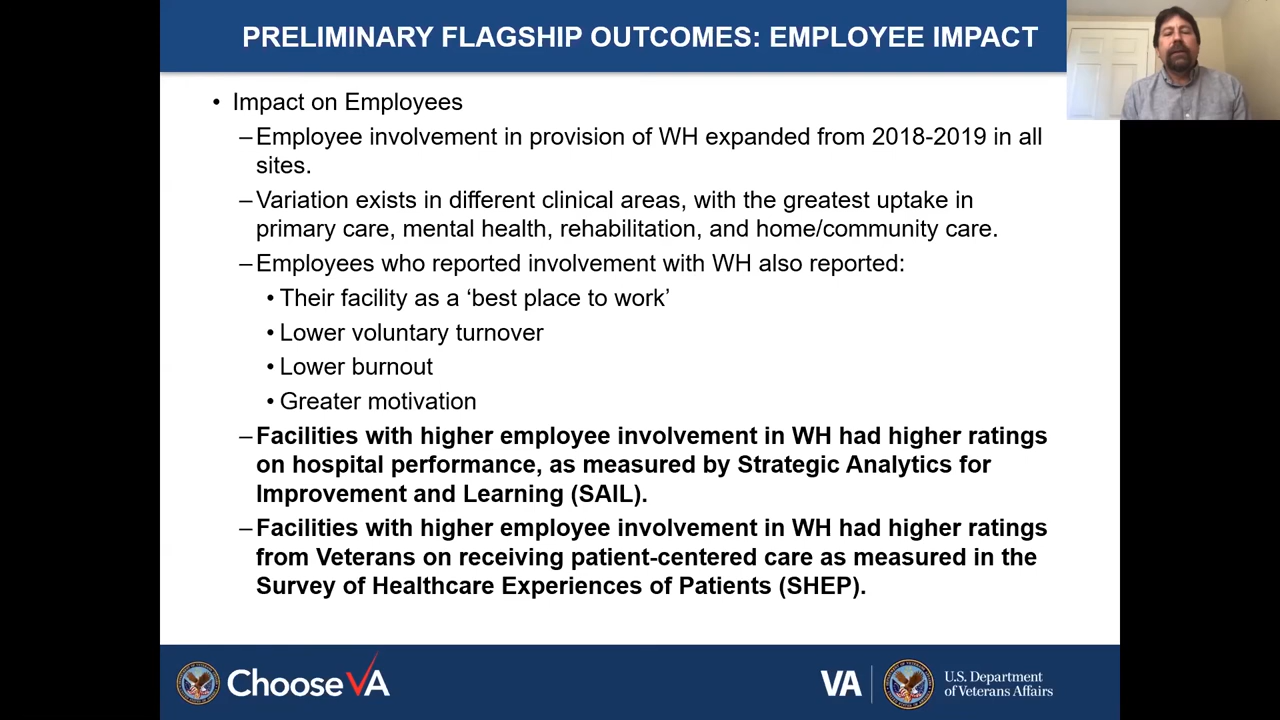 PRELIMINARY FLAGSHIP OUTCOMES: EMPLOYEE IMPACT
• Impact on Employees
–Employee involvement in provision of WH expanded from 2018-2019 in all
sites.
–Variation exists in different clinical areas, with the greatest uptake in
primary care, mental health, rehabilitation, and home/community care.
–Employees who reported involvement with WH also reported:
• Their facility as a ‘best place to work’
• Lower voluntary turnover
• Lower burnout
• Greater motivation
–Facilities with higher employee involvement in WH had higher ratings
on hospital performance, as measured by Strategic Analytics for
Improvement and Learning (SAIL).
–Facilities with higher employee involvement in WH had higher ratings
from Veterans on receiving patient-centered care as measured in the
Survey of Healthcare Experiences of Patients (SHEP).
Choose VA
VA
U.S. Department
of Veterans Affairs